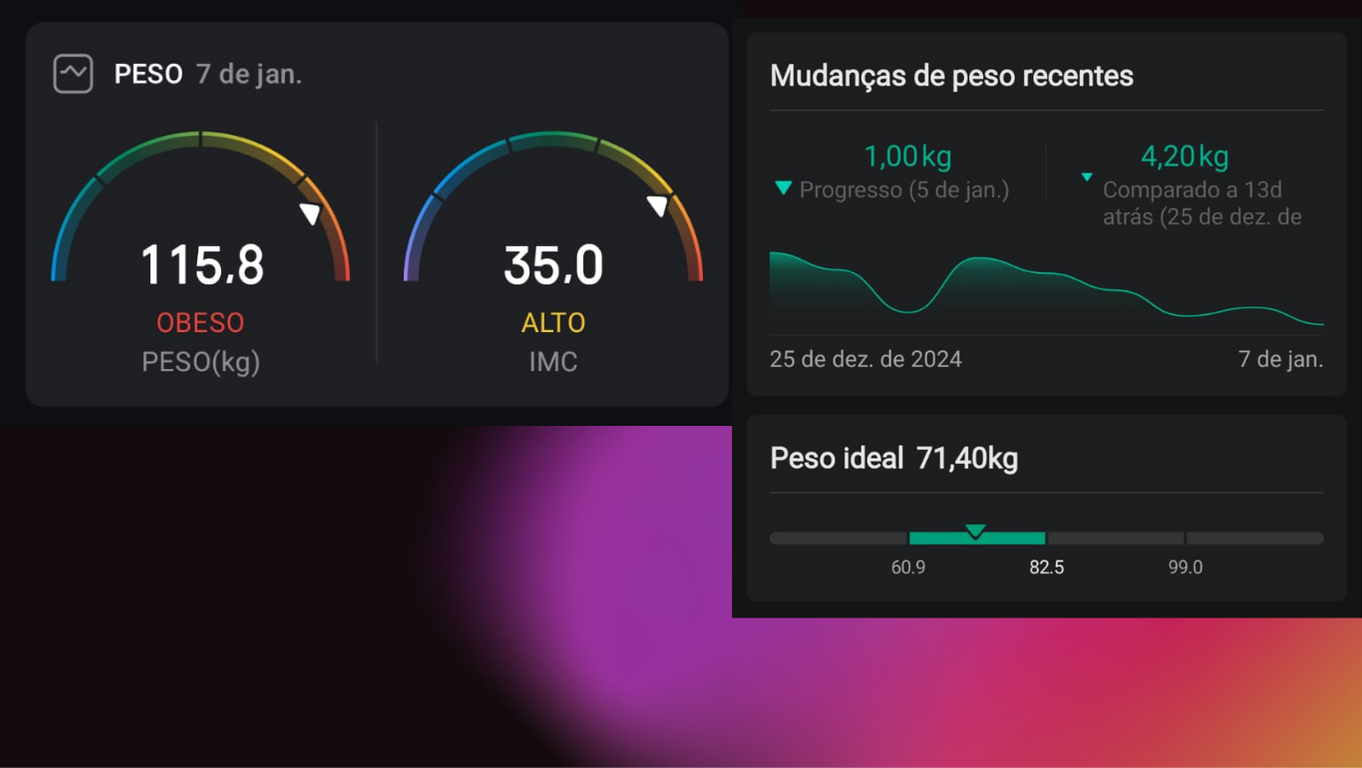 PESO 7 de jan.
115,8
OBESO
PESO(kg)
35,0
ALTO
IMC
Mudanças de peso recentes
1,00kg
Progresso (5 de jan.)
4,20kg
Comparado a 13d
atrás (25 de dez. de
25 de dez. de 2024
7 de jan.
Peso ideal 71,40kg
60.9
82.5
99.0